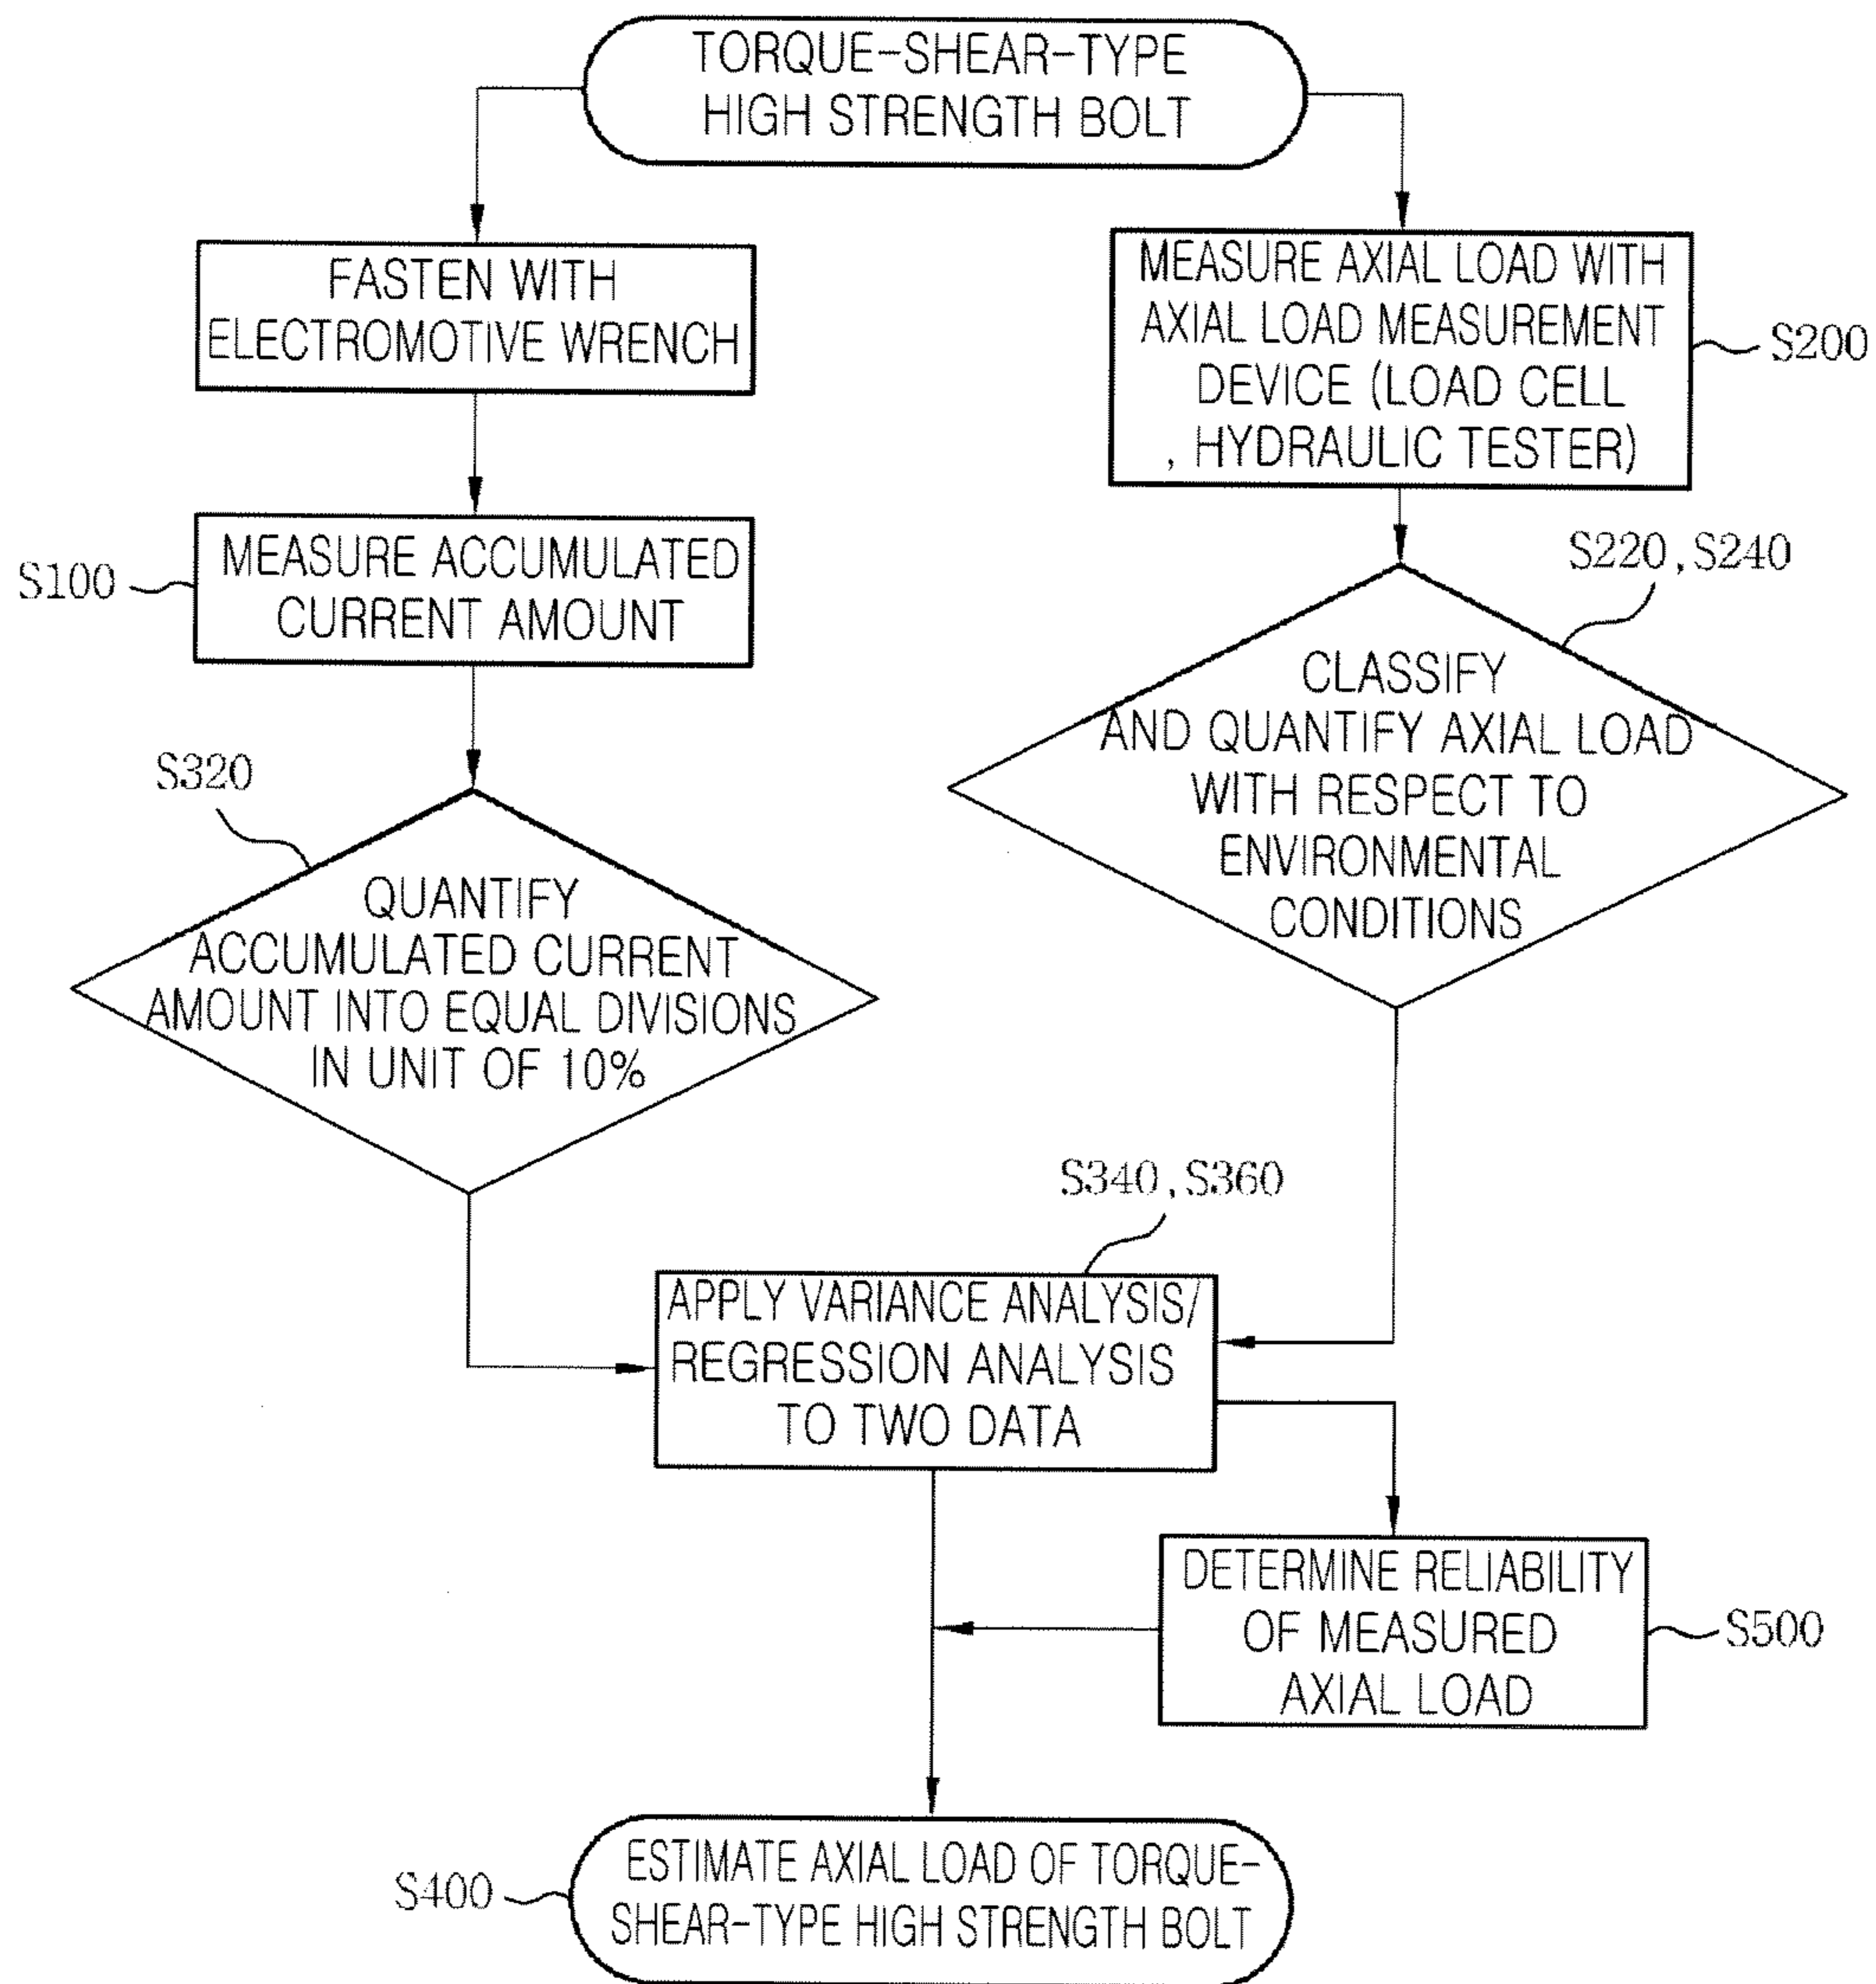 TORQUE-SHEAR-TYPE
HIGH STRENGTH BOLT
FASTEN WITH
ELECTROMOTIVE WRENCH
MEASURE AXIAL LOAD WITH
AXIAL LOAD MEASUREMENT
DEVICE (LOAD CELL
, HYDRAULIC TESTER)
S200
S100
MEASURE ACCUMULATED
CURRENT AMOUNT
S220, S240
CLASSIFY
AND QUANTIFY AXIAL LOAD
WITH RESPECT TO
ENVIRONMENTAL
CONDITIONS
S320
QUANTIFY
ACCUMULATED CURRENT
AMOUNT INTO EQUAL DIVISIONS
IN UNIT OF 10%
S340, S360
APPLY VARIANCE ANALYSIS/
REGRESSION ANALYSIS
TO TWO DATA
DETERMINE RELIABILITY
OF MEASURED
AXIAL LOAD
S500
S400
ESTIMATE AXIAL LOAD OF TORQUE-
SHEAR-TYPE HIGH STRENGTH BOLT